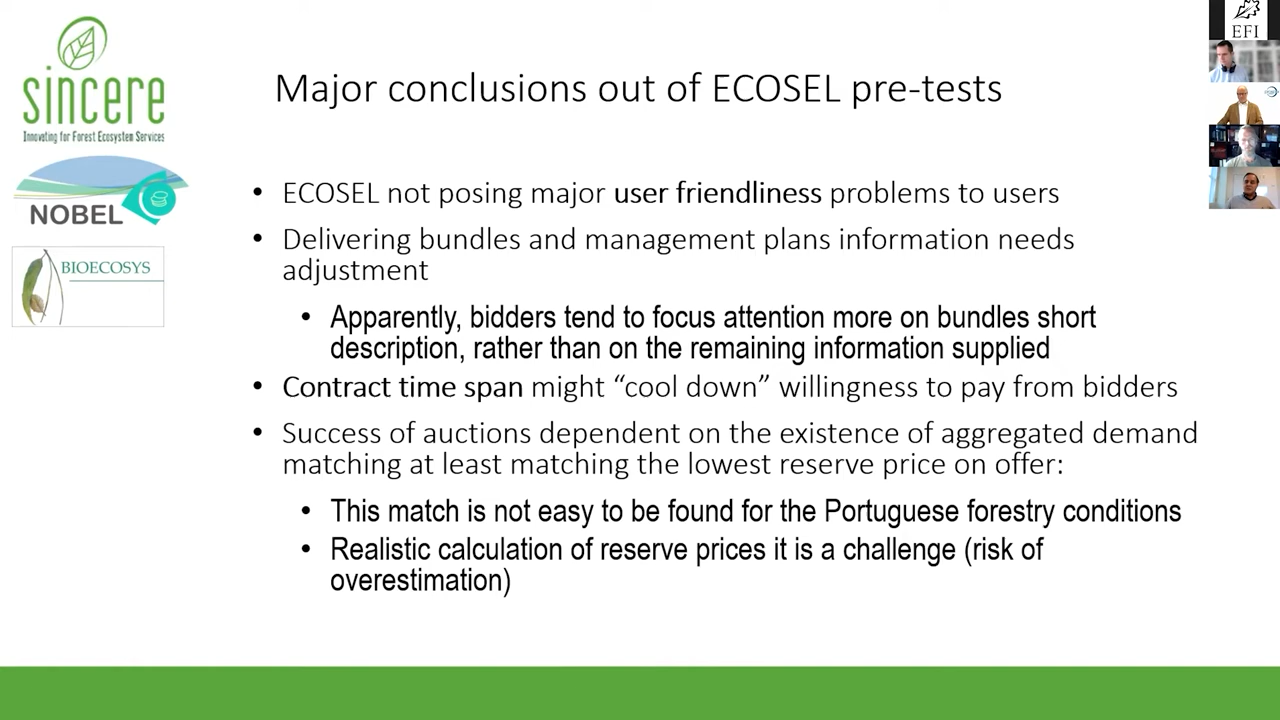 Major conclusions out of ECOSEL pre-tests
sincere
Innovating for Forest Ecosystem Services
NOBEL
BIOECOSYS
• ECOSEL not posing major user friendliness problems to users
• Delivering bundles and management plans information needs
adjustment
• Apparently, bidders tend to focus attention more on bundles short
description, rather than on the remaining information supplied
• Contract time span might “cool down” willingness to pay from bidders
• Success of auctions dependent on the existence of aggregated demand
matching at least matching the lowest reserve price on offer:
• This match is not easy to be found for the Portuguese forestry conditions
• Realistic calculation of reserve prices it is a challenge (risk of
overestimation)
EFI